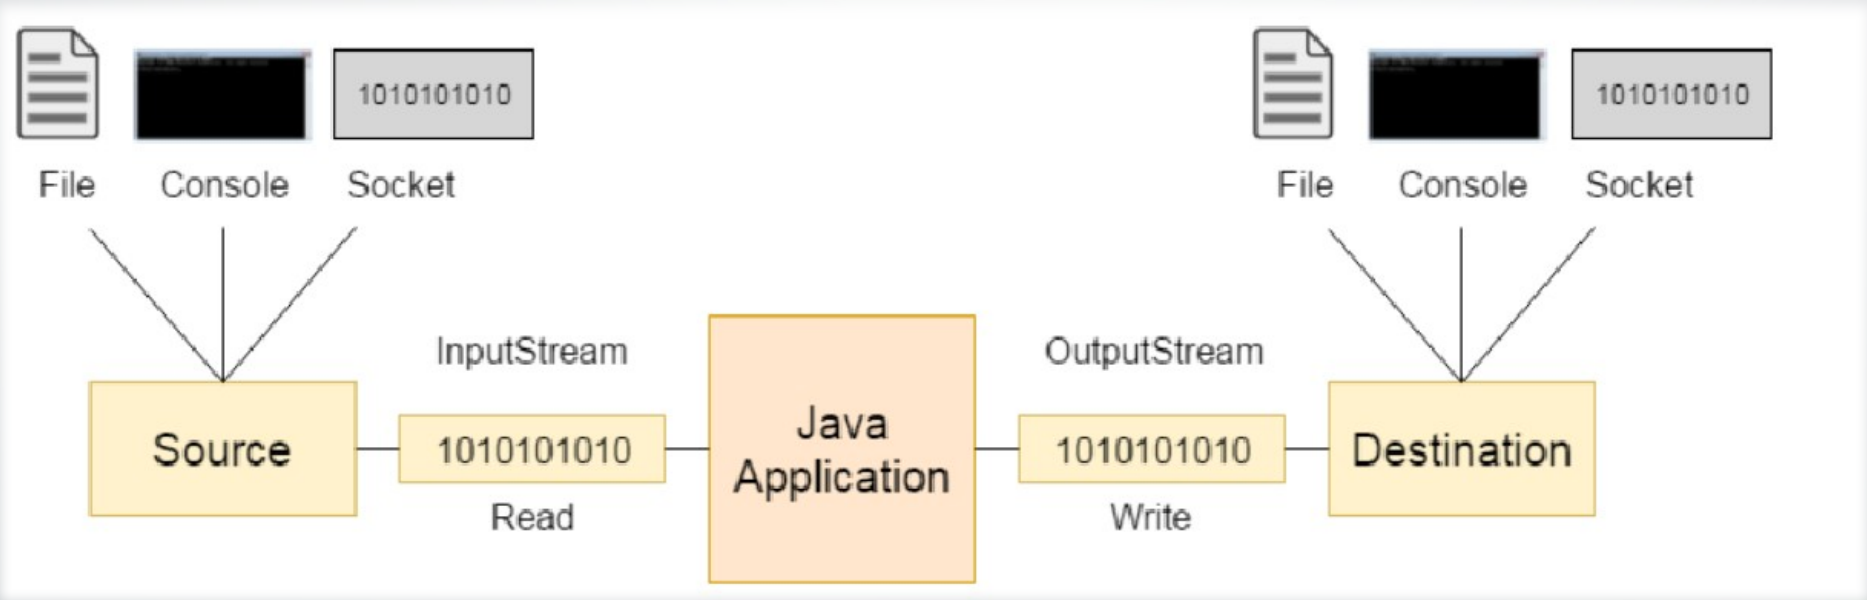 1010101010
1010101010
File Console Socket
File Console Socket
InputStream
OutputStream
Source
1010101010
Java
Application
1010101010
Destination
Read
Write